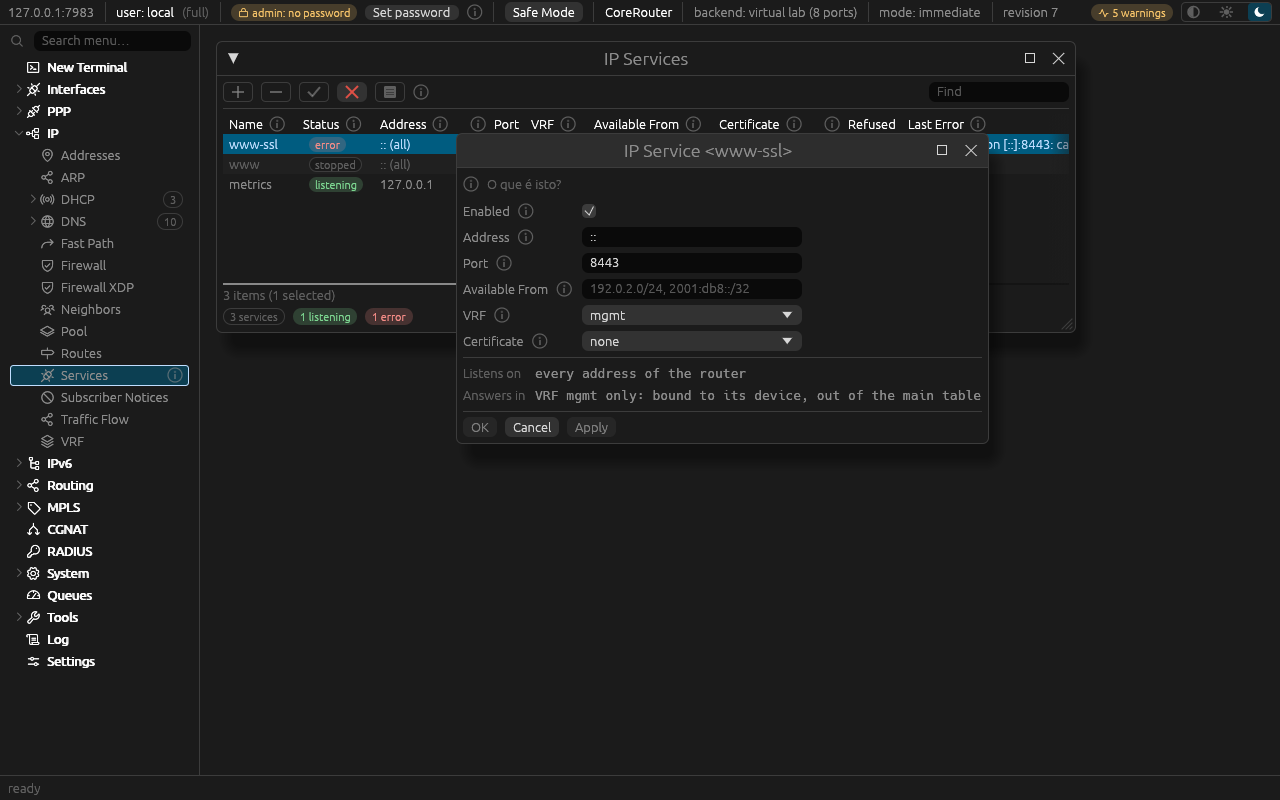 127.0.0.1:7983 user: local (full) admin: no password Set password Safe Mode CoreRouter backend: virtual lab (8 ports) mode: immediate revision 7 5 warnings
Search menu...
New Terminal
Interfaces
PPP
IP
Addresses
ARP
DHCP 3
DNS 10
Fast Path
Firewall
Firewall XDP
Neighbors
Pool
Routes
Services
Subscriber Notices
Traffic Flow
VRF
IPv6
Routing
MPLS
CGNAT
RADIUS
System
Queues
Tools
Log
Settings
IP Services
Find
Name Status Address Port VRF Available From Certificate Refused Last Error
www-ssl error :: (all) on [::]:8443: ca
www stopped :: (all)
metrics listening 127.0.0.1
3 items (1 selected)
3 services 1 listening 1 error
IP Service <www-ssl>
O que é isto?
Enabled
Address ::
Port 8443
Available From 192.0.2.0/24, 2001:db8::/32
VRF mgmt
Certificate none
Listens on every address of the router
Answers in VRF mgmt only: bound to its device, out of the main table
OK Cancel Apply
ready